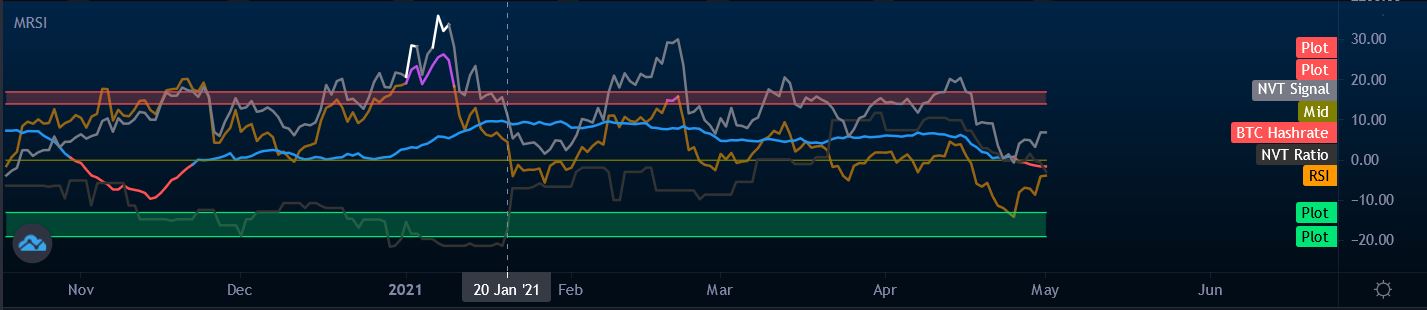 MRSI
30.00
Plot
Plot
20.00
NVT Signal
Mid
10.00
BTC Hashrate
NVT Ratio
0.00
RSI
-10.00
Plot
Plot
-20.00
Nov
Dec
2021
20 Jan '21
Feb
Mar
Apr
May
Jun